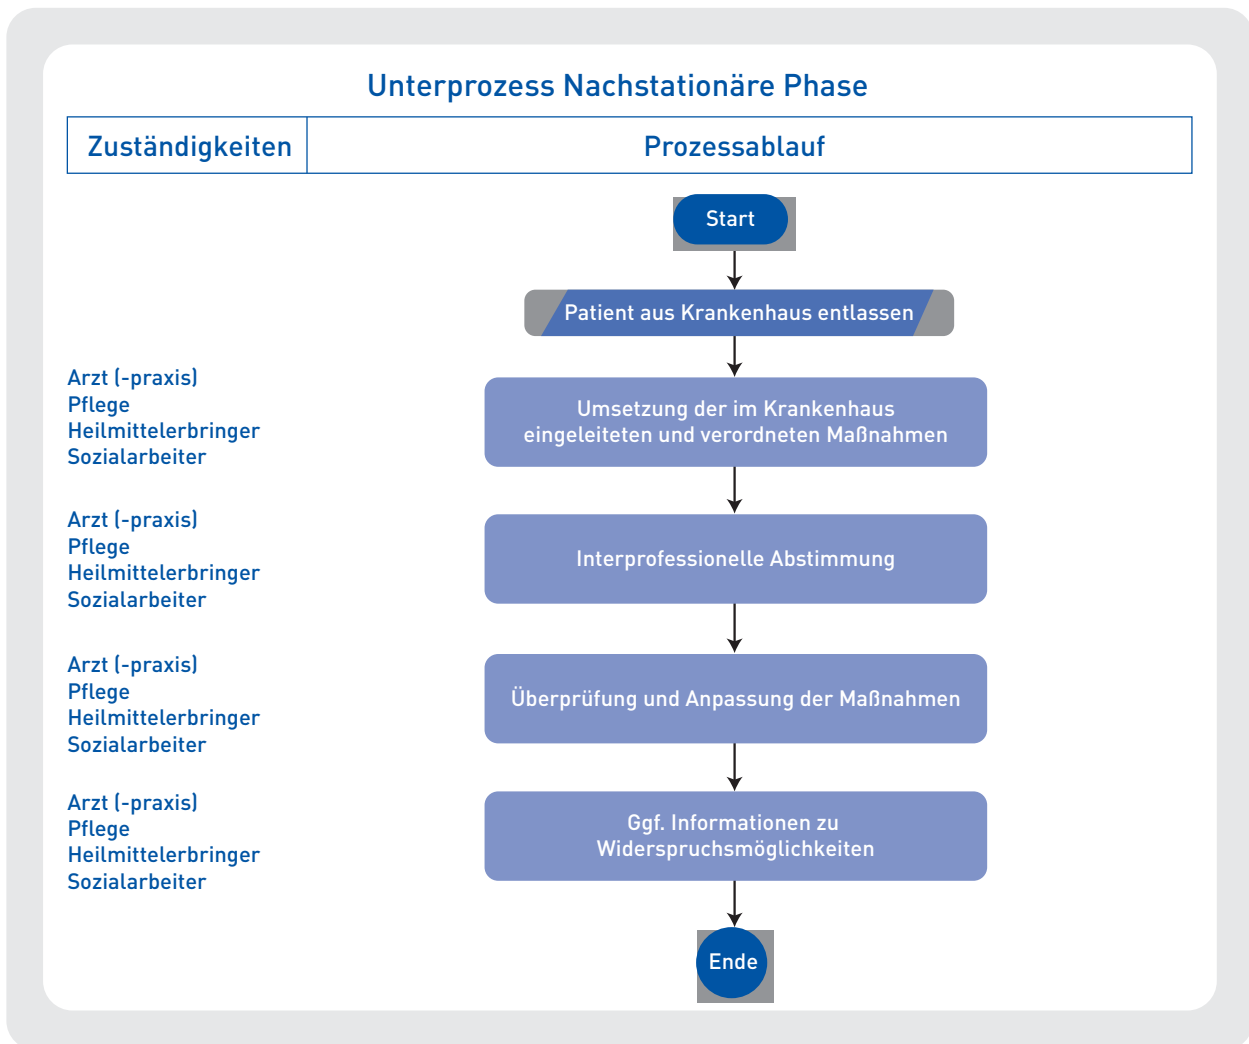 Unterprozess Nachstationäre Phase
Zuständigkeiten
Prozessablauf
Start
Patient aus Krankenhaus entlassen
Arzt (-praxis)
Pflege
Heilmittelerbringer
Sozialarbeiter
Umsetzung der im Krankenhaus
eingeleiteten und verordneten Maßnahmen
Arzt (-praxis)
Pflege
Heilmittelerbringer
Sozialarbeiter
Interprofessionelle Abstimmung
Arzt (-praxis)
Pflege
Heilmittelerbringer
Sozialarbeiter
Überprüfung und Anpassung der Maßnahmen
Arzt (-praxis)
Pflege
Heilmittelerbringer
Sozialarbeiter
Ggf. Informationen zu
Widerspruchsmöglichkeiten
Ende